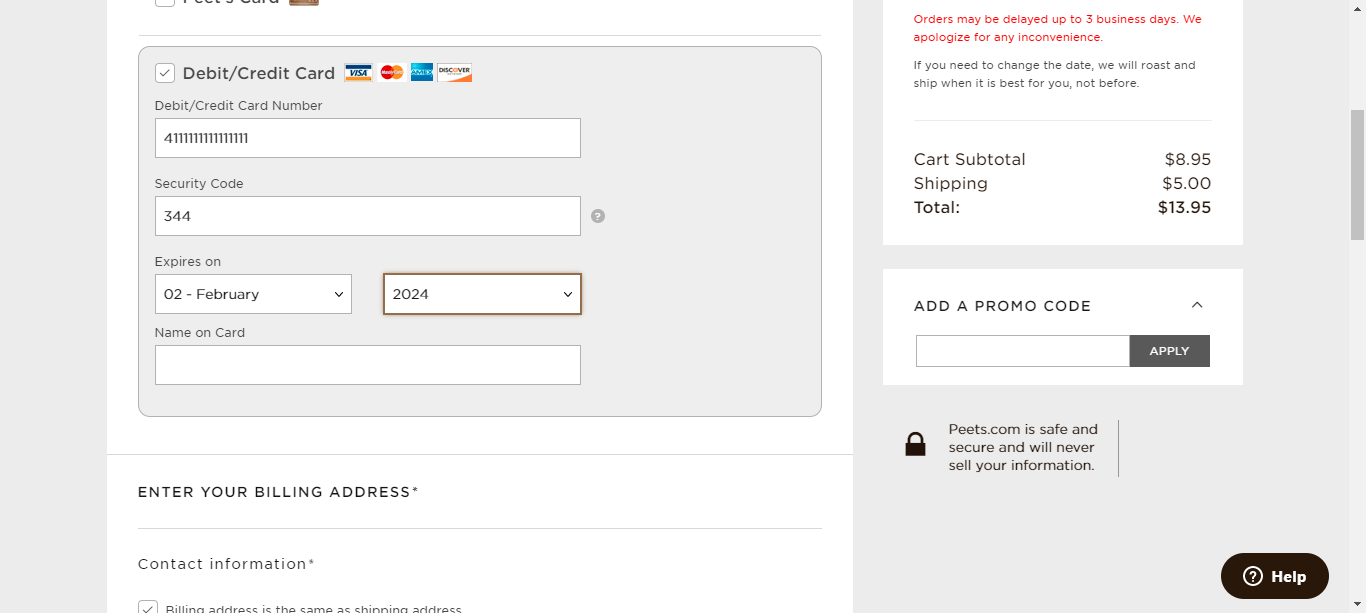 Peet's Card
Debit/Credit Card VISA MasterCard AMEX DISCOVER
Debit/Credit Card Number
4111111111111111
Security Code
344
?
Expires on
02 - February
2024
Name on Card
ENTER YOUR BILLING ADDRESS*
Contact information*
Billing address is the same as shipping address
Orders may be delayed up to 3 business days. We
apologize for any inconvenience.
If you need to change the date, we will roast and
ship when it is best for you, not before.
Cart Subtotal $8.95
Shipping $5.00
Total: $13.95
ADD A PROMO CODE
APPLY
Peets.com is safe and
secure and will never
sell your information.
? Help